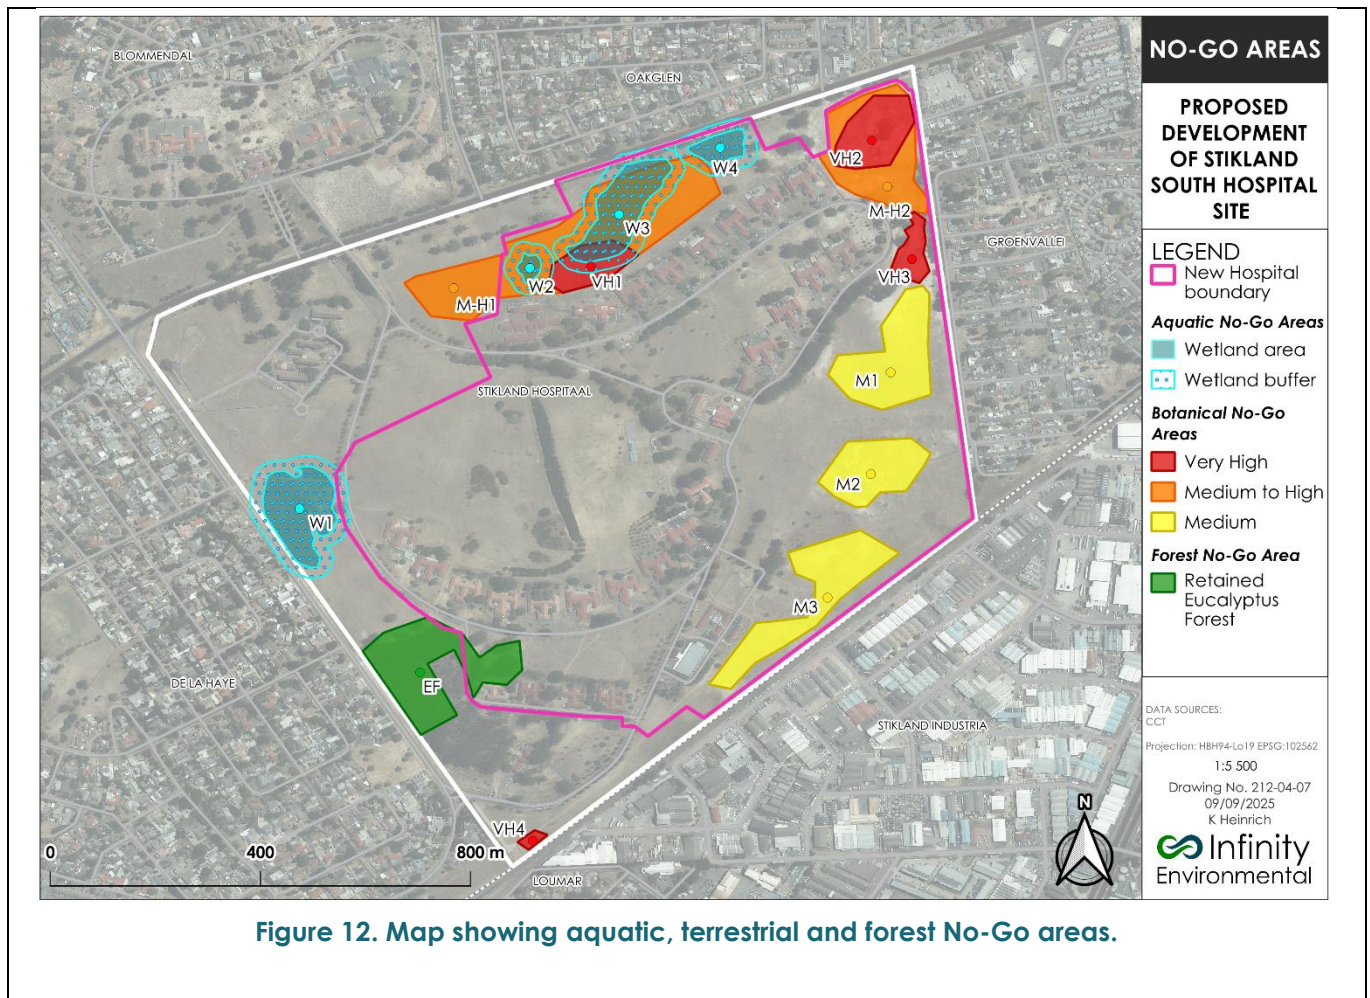 BLOMMENDAL
OAKGLEN
W4
VH2
M-H2
W3
GROENVALLEI
W2
VH1
VH3
M-H1
M1
STIKLAND HOSPITAAL
M2
W1
M3
EF
DE LA HAYE
STIKLAND INDUSTRIA
VH4
0
400
800 m
LOUMAR
N
NO-GO AREAS
PROPOSED
DEVELOPMENT
OF STIKLAND
SOUTH HOSPITAL
SITE
LEGEND
New Hospital
boundary
Aquatic No-Go Areas
Wetland area
Wetland buffer
Botanical No-Go
Areas
Very High
Medium to High
Medium
Forest No-Go Area
Retained
Eucalyptus
Forest
DATA SOURCES:
CCT
Projection: HBH94-Lo19 EPSG:102562
1:5 500
Drawing No. 212-04-07
09/09/2025
K Heinrich
Infinity
Environmental
Figure 12. Map showing aquatic, terrestrial and forest No-Go areas.